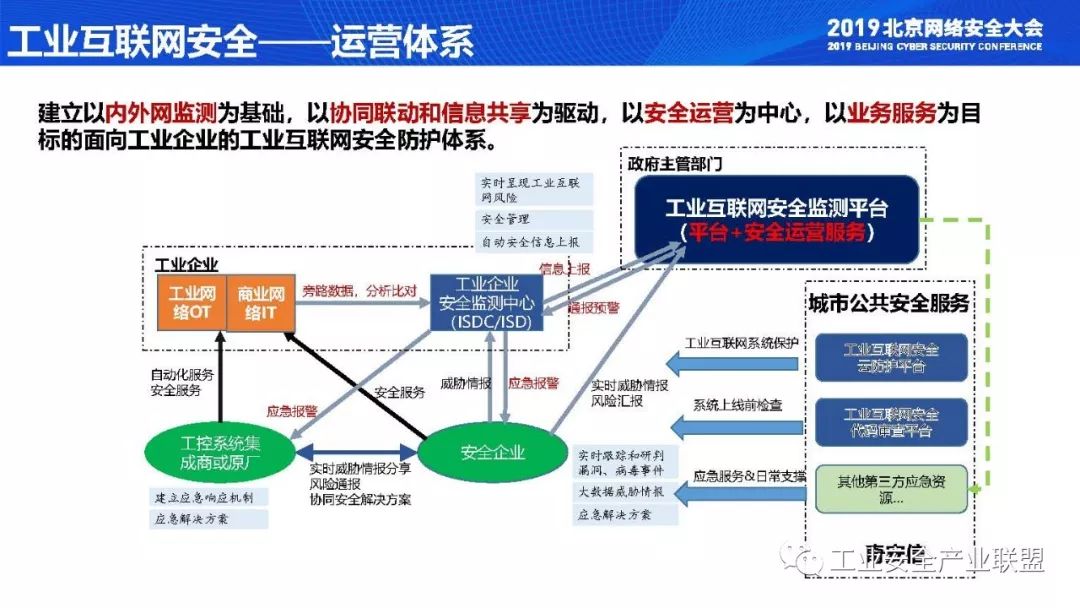 工业互联网安全——运营体系
2019北京网络安全大会
2019 BEIJING CYBER SECURITY CONFERENCE
建立以内外网监测为基础，以协同联动和信息共享为驱动，以安全运营为中心，以业务服务为目
标的面向工业企业的工业互联网安全防护体系。
政府主管部门
工业互联网安全监测平台
（平台+安全运营服务）
实时呈现工业互联
网风险
安全管理
自动安全信息上报
工业企业
工业网
络OT
商业网
络IT
旁路数据，分析比对
工业企业
安全监测中心
（ISDC/ISD)
信息上报
通报预警
城市公共安全服务
工业互联网安全
云防护平台
工业互联网安全
代码审查平台
其他第三方应急资
源...
工业互联网系统保护
系统上线前检查
应急服务&日常支撑
自动化服务
安全服务
应急报警
安全服务
威胁情报
应急报警
实时威胁情报
风险汇报
工控系统集
成商或原厂
安全企业
实时威胁情报分享
风险通报
协同安全解决方案
建立应急响应机制
应急解决方案
实时跟踪和研判
漏洞、病毒事件
大数据威胁情报
应急解决方案
奇安信
工业安全产业联盟